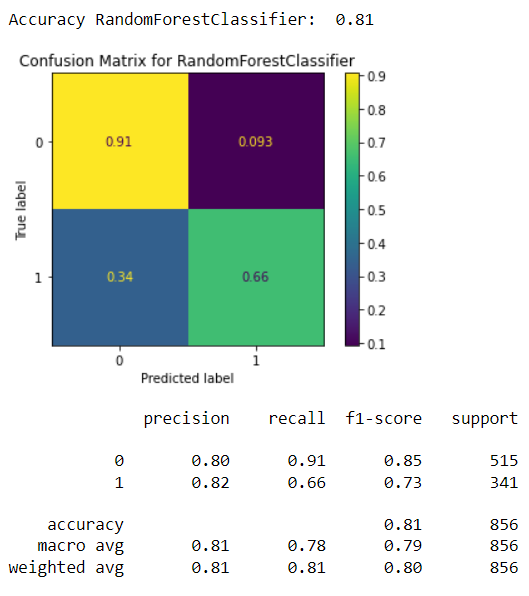 Accuracy RandomForestClassifier:  0.81
Confusion Matrix for RandomForestClassifier
0.9
0.8
0.7
0.6
0.5
0.4
0.3
0.2
0.1
True label
0 0.91 0.093
1 0.34 0.66
0 1
Predicted label
precision recall f1-score support
0 0.80 0.91 0.85 515
1 0.82 0.66 0.73 341
accuracy 0.81 856
macro avg 0.81 0.78 0.79 856
weighted avg 0.81 0.81 0.80 856